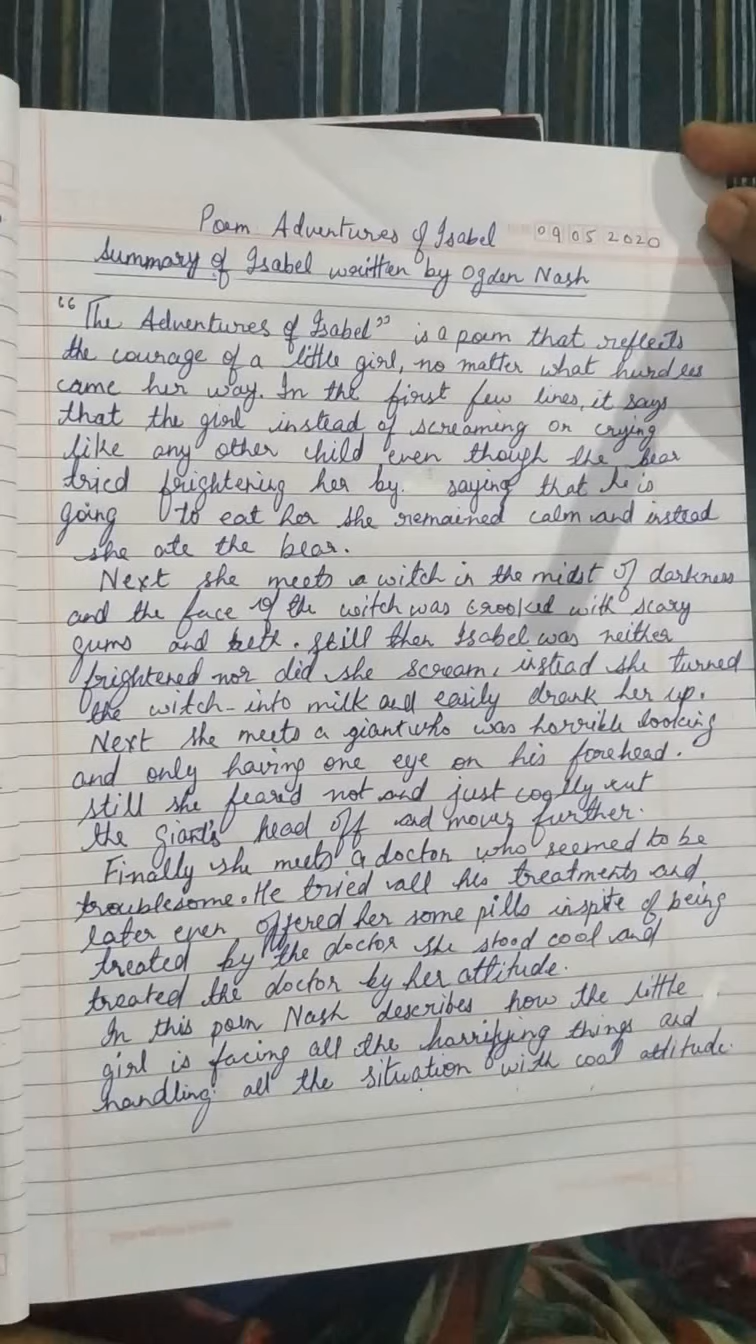 Poem Adventures of Isabel
09052020
Summary of Isabel written by Ogden Nash
"The Adventures of Isabel" is a poem that reflects
the courage of a little girl, no matter what hurdles
came her way. In the first few lines, it says
that the girl instead of screaming or crying
like any other child even though the bear
tried frightening her by saying that he is
going to eat her she remained calm and instead
she ate the bear.
Next she meets a witch in the midst of darkness
and the face of the witch was crooked with scary
gums and teeth. Still then Isabel was neither
frightened nor did she scream, instead she turned
the witch into milk and easily drank her up.
Next she meets a giant who was horrible looking
and only having one eye on his forehead.
Still she feared not and just coolly cut
the Giant's head off and moves further.
Finally she meets a doctor who seemed to be
troublesome. He tried all his treatments and
later even offered her some pills inspite of being
treated by the doctor she stood cool and
treated the doctor by her attitude.
In this poem Nash describes how the little
girl is facing all the horrifying things and
handling all the situation with cool attitude.